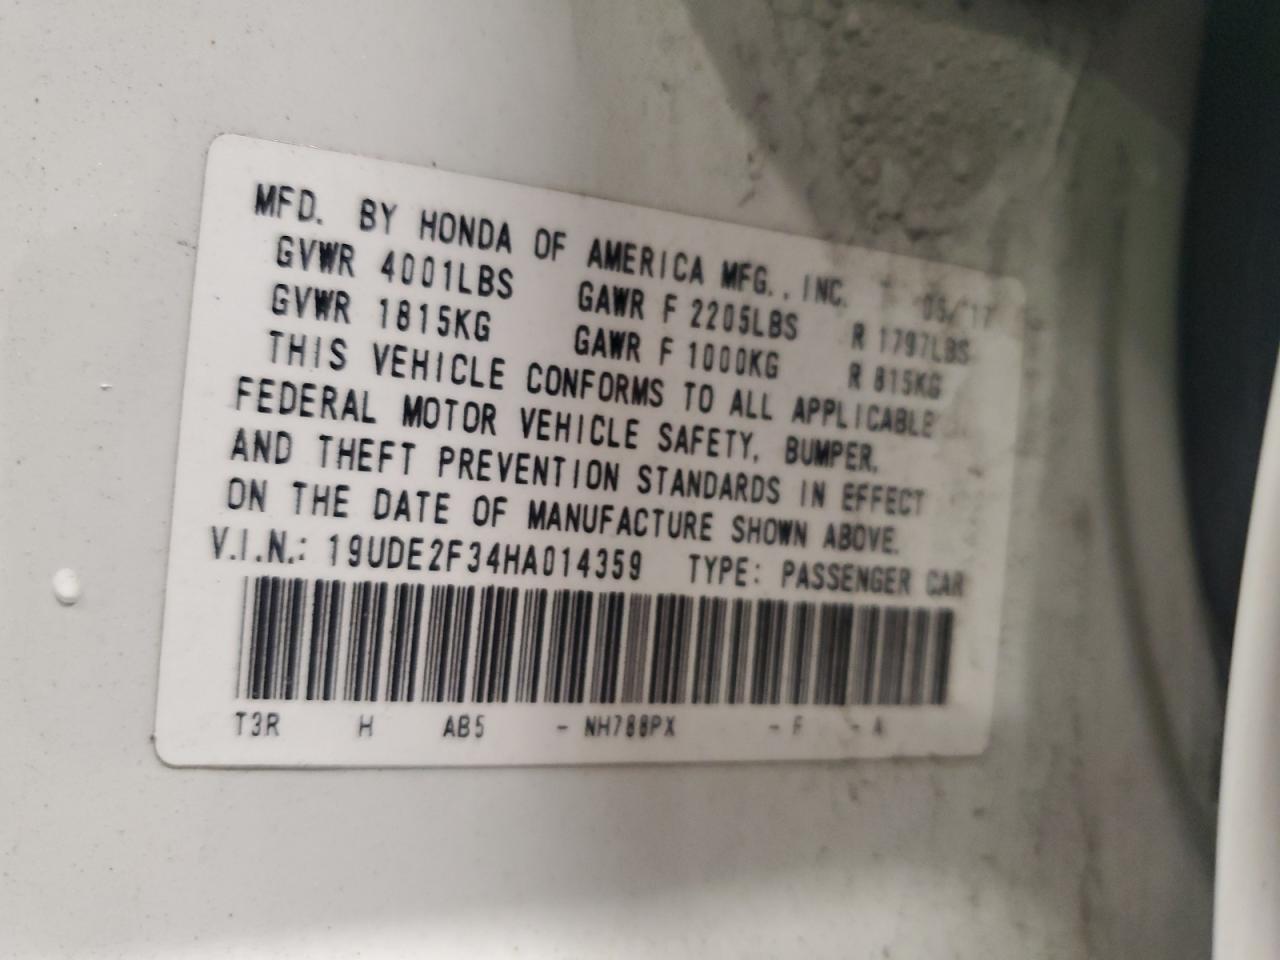 MFD. BY HONDA OF AMERICA MFG., INC. 05/17
GVWR 4001LBS GAWR F 2205LBS R 1797LBS
GVWR 1815KG GAWR F 1000KG R 815KG
THIS VEHICLE CONFORMS TO ALL APPLICABLE
FEDERAL MOTOR VEHICLE SAFETY, BUMPER,
AND THEFT PREVENTION STANDARDS IN EFFECT
ON THE DATE OF MANUFACTURE SHOWN ABOVE.
V.I.N.: 19UDE2F34HA014359 TYPE: PASSENGER CAR
T3R H AB5 - NH788PX - F - A